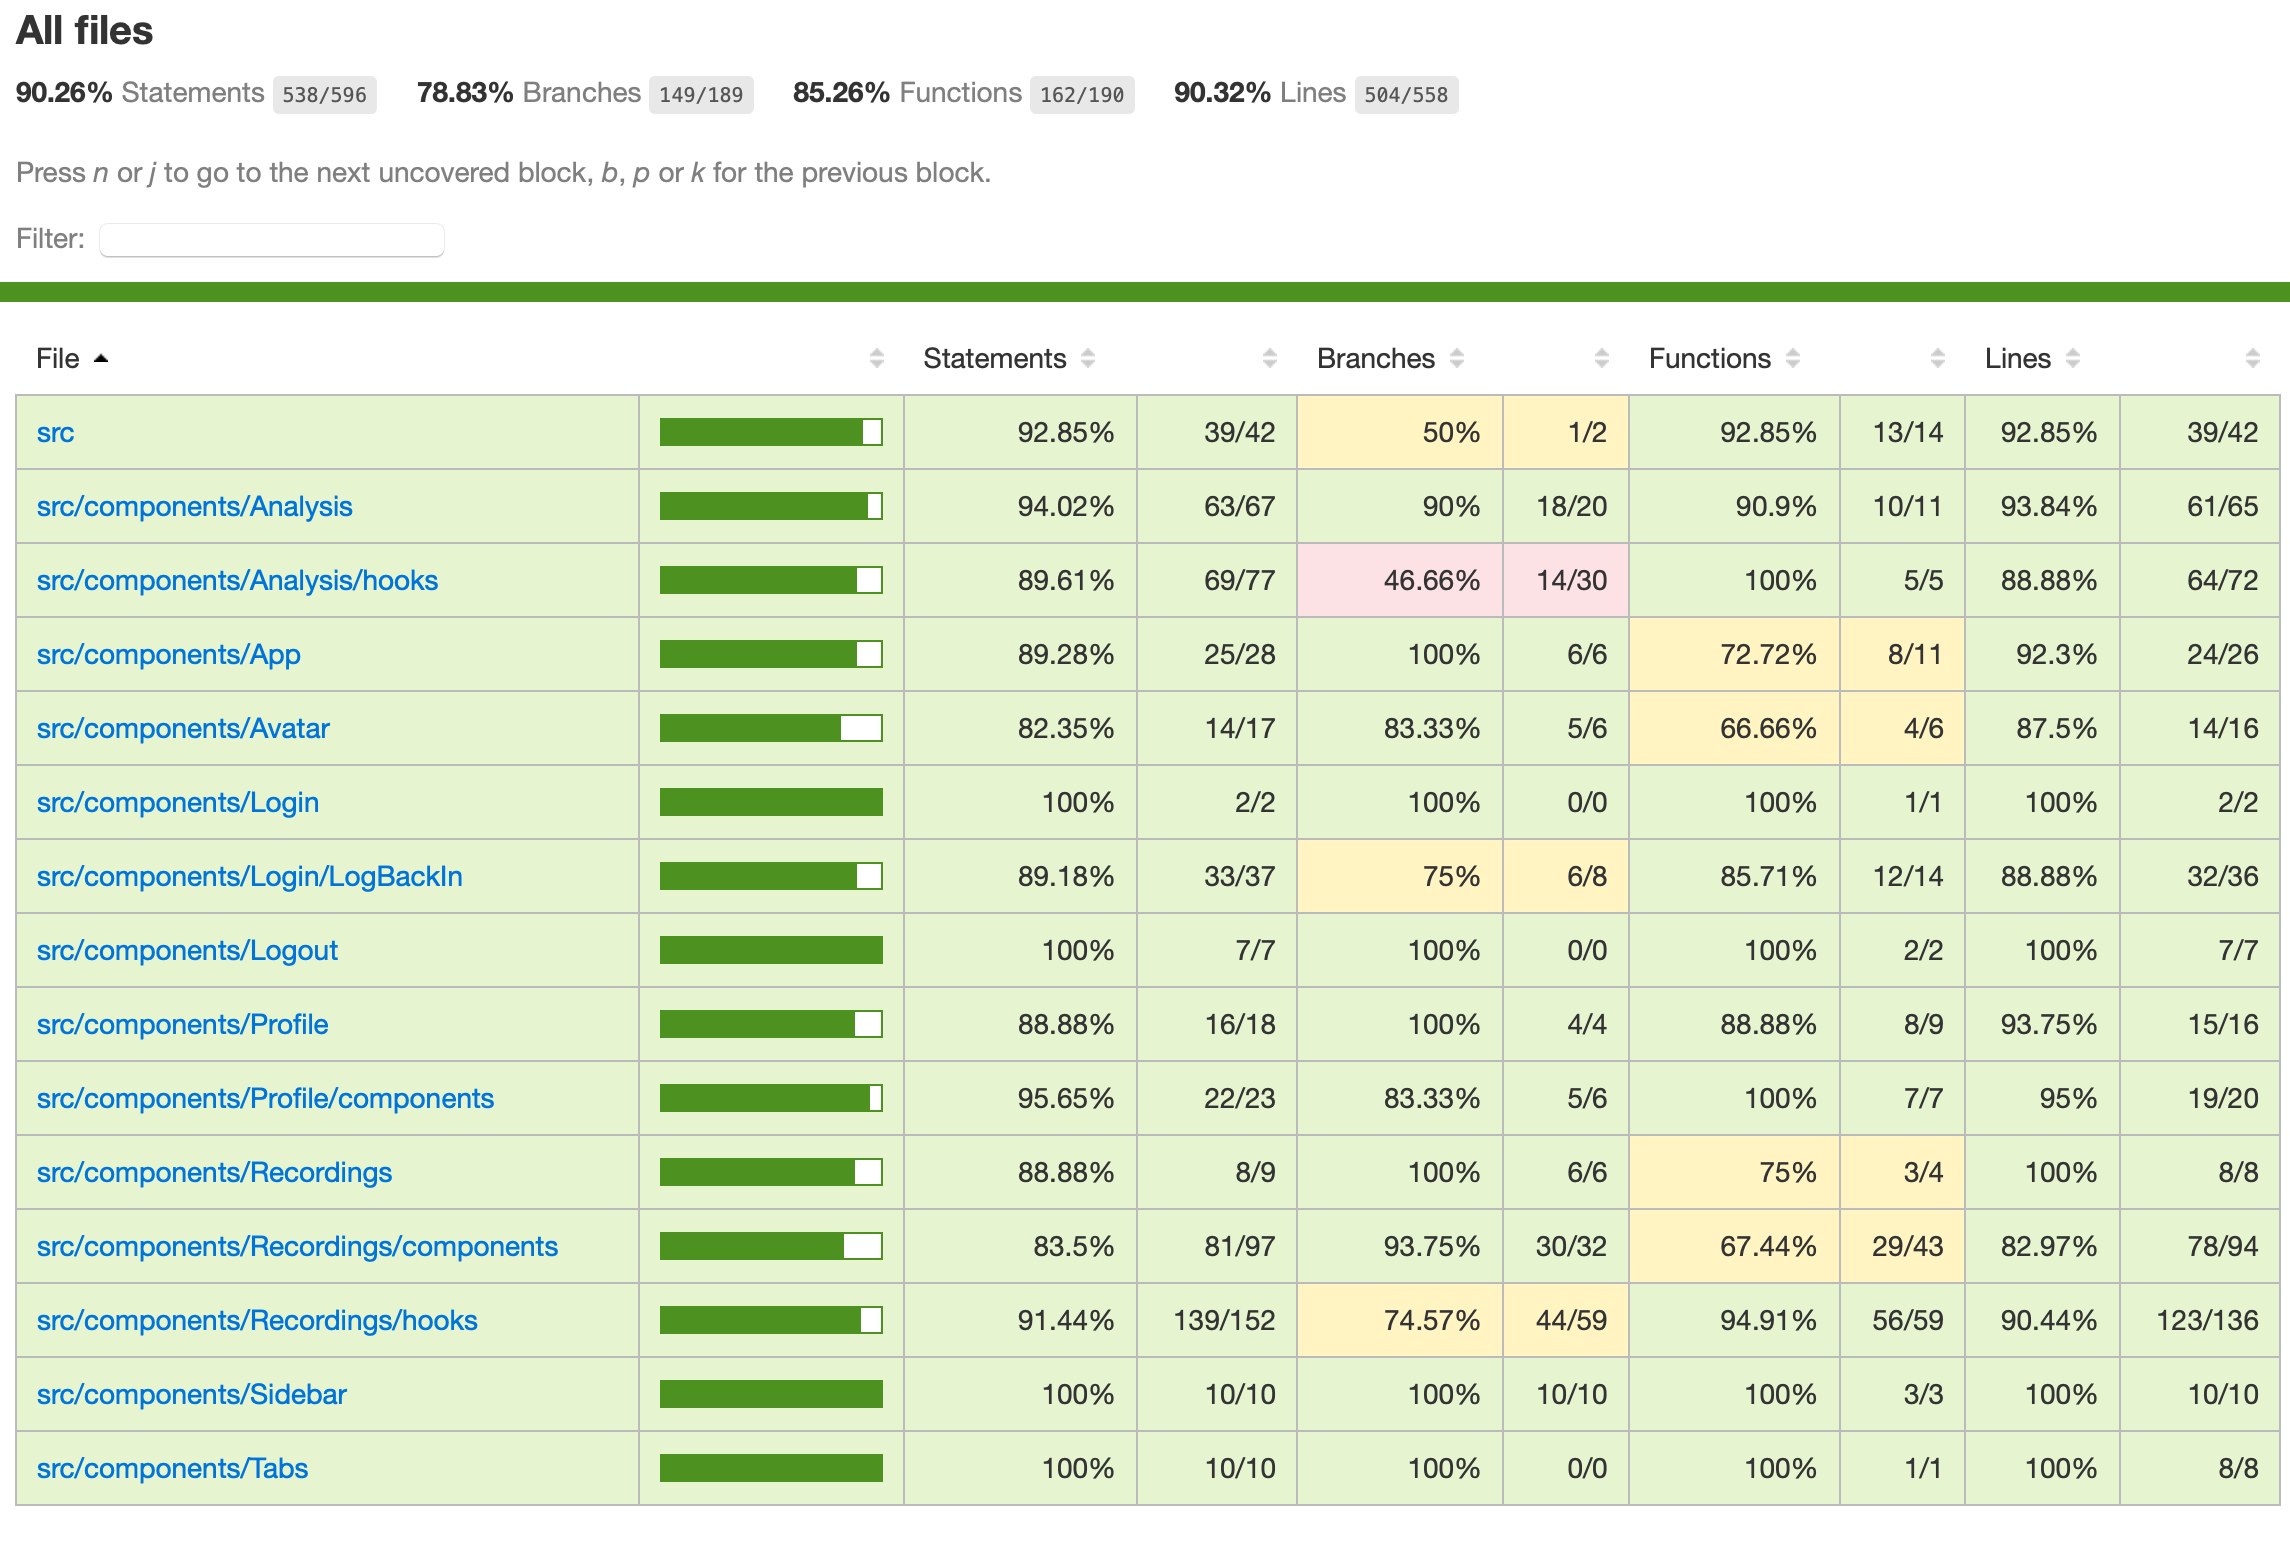 All files
90.26% Statements 538/596 78.83% Branches 149/189 85.26% Functions 162/190 90.32% Lines 504/558
Press n or j to go to the next uncovered block, b, p or k for the previous block.
Filter:
File Statements Branches Functions Lines
src 92.85% 39/42 50% 1/2 92.85% 13/14 92.85% 39/42
src/components/Analysis 94.02% 63/67 90% 18/20 90.9% 10/11 93.84% 61/65
src/components/Analysis/hooks 89.61% 69/77 46.66% 14/30 100% 5/5 88.88% 64/72
src/components/App 89.28% 25/28 100% 6/6 72.72% 8/11 92.3% 24/26
src/components/Avatar 82.35% 14/17 83.33% 5/6 66.66% 4/6 87.5% 14/16
src/components/Login 100% 2/2 100% 0/0 100% 1/1 100% 2/2
src/components/Login/LogBackIn 89.18% 33/37 75% 6/8 85.71% 12/14 88.88% 32/36
src/components/Logout 100% 7/7 100% 0/0 100% 2/2 100% 7/7
src/components/Profile 88.88% 16/18 100% 4/4 88.88% 8/9 93.75% 15/16
src/components/Profile/components 95.65% 22/23 83.33% 5/6 100% 7/7 95% 19/20
src/components/Recordings 88.88% 8/9 100% 6/6 75% 3/4 100% 8/8
src/components/Recordings/components 83.5% 81/97 93.75% 30/32 67.44% 29/43 82.97% 78/94
src/components/Recordings/hooks 91.44% 139/152 74.57% 44/59 94.91% 56/59 90.44% 123/136
src/components/Sidebar 100% 10/10 100% 10/10 100% 3/3 100% 10/10
src/components/Tabs 100% 10/10 100% 0/0 100% 1/1 100% 8/8